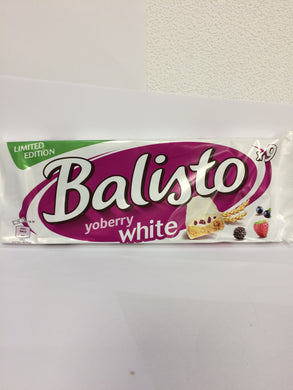 LIMITED
EDITION
x9
Balisto
yoberry
white